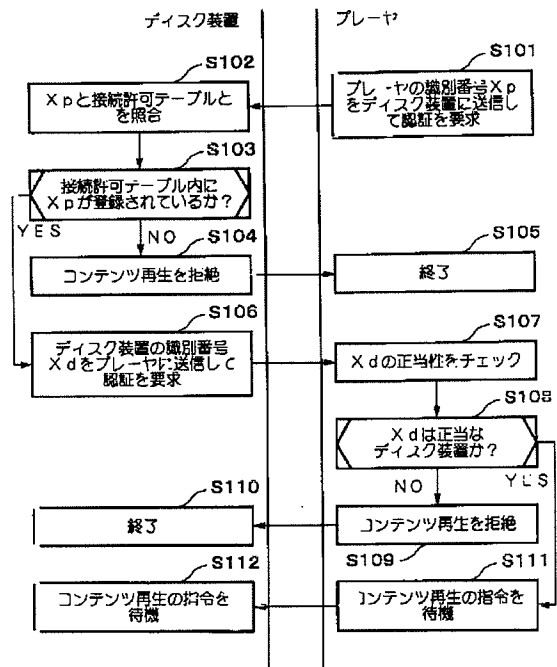 ディスク装置
プレーヤ
S101
プレーヤの識別番号Xp
をディスク装置に送信し
て認証を要求
S102
Xpと接続許可テーブルと
を照合
S103
接続許可テーブル内に
Xpが登録されているか?
YES
NO
S104
コンテンツ再生を拒絶
S105
終了
S106
ディスク装置の識別番号
Xdをプレーヤに送信して
認証を要求
S107
Xdの正当性をチェック
S108
Xdは正当な
ディスク装置か?
NO
YES
S109
コンテンツ再生を拒絶
S110
終了
S111
コンテンツ再生の指令を
待機
S112
コンテンツ再生の指令を
待機